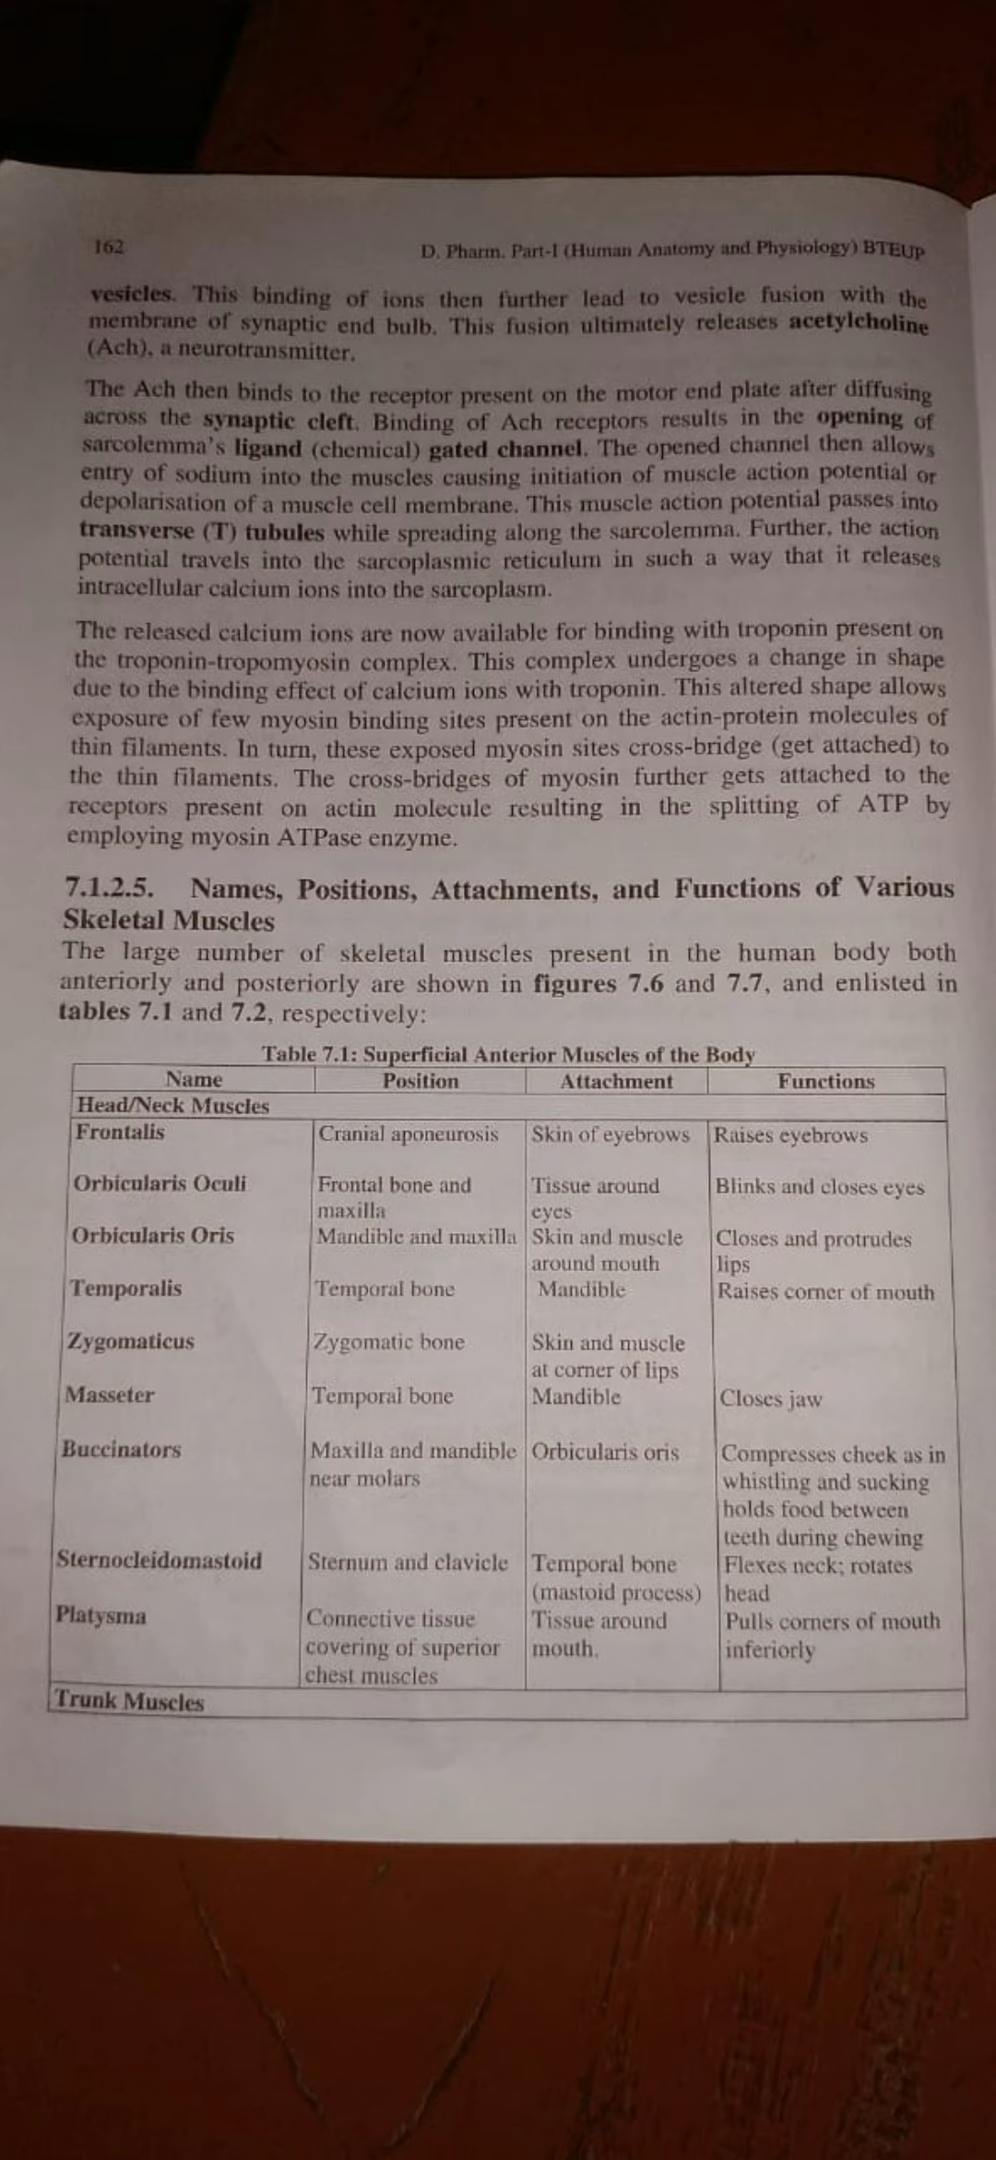 162
D. Pharm. Part-I (Human Anatomy and Physiology) BTEUP
vesicles. This binding of ions then further lead to vesicle fusion with the
membrane of synaptic end bulb. This fusion ultimately releases acetylcholine
(Ach), a neurotransmitter.
The Ach then binds to the receptor present on the motor end plate after diffusing
across the synaptic cleft. Binding of Ach receptors results in the opening of
sarcolemma's ligand (chemical) gated channel. The opened channel then allows
entry of sodium into the muscles causing initiation of muscle action potential or
depolarisation of a muscle cell membrane. This muscle action potential passes into
transverse (T) tubules while spreading along the sarcolemma. Further, the action
potential travels into the sarcoplasmic reticulum in such a way that it releases
intracellular calcium ions into the sarcoplasm.
The released calcium ions are now available for binding with troponin present on
the troponin-tropomyosin complex. This complex undergoes a change in shape
due to the binding effect of calcium ions with troponin. This altered shape allows
exposure of few myosin binding sites present on the actin-protein molecules of
thin filaments. In turn, these exposed myosin sites cross-bridge (get attached) to
the thin filaments. The cross-bridges of myosin further gets attached to the
receptors present on actin molecule resulting in the splitting of ATP by
employing myosin ATPase enzyme.
7.1.2.5. Names, Positions, Attachments, and Functions of Various
Skeletal Muscles
The large number of skeletal muscles present in the human body both
anteriorly and posteriorly are shown in figures 7.6 and 7.7, and enlisted in
tables 7.1 and 7.2, respectively:
Table 7.1: Superficial Anterior Muscles of the Body
Name Position Attachment Functions
Head/Neck Muscles
Frontalis Cranial aponeurosis Skin of eyebrows Raises eyebrows
Orbicularis Oculi Frontal bone and Tissue around Blinks and closes eyes
maxilla eyes
Orbicularis Oris Mandible and maxilla Skin and muscle Closes and protrudes
around mouth lips
Temporalis Temporal bone Mandible Raises corner of mouth
Zygomaticus Zygomatic bone Skin and muscle
at corner of lips
Masseter Temporal bone Mandible Closes jaw
Buccinators Maxilla and mandible Orbicularis oris Compresses cheek as in
near molars whistling and sucking
holds food between
teeth during chewing
Sternocleidomastoid Sternum and clavicle Temporal bone Flexes neck; rotates
(mastoid process) head
Platysma Connective tissue Tissue around Pulls corners of mouth
covering of superior mouth. inferiorly
chest muscles
Trunk Muscles